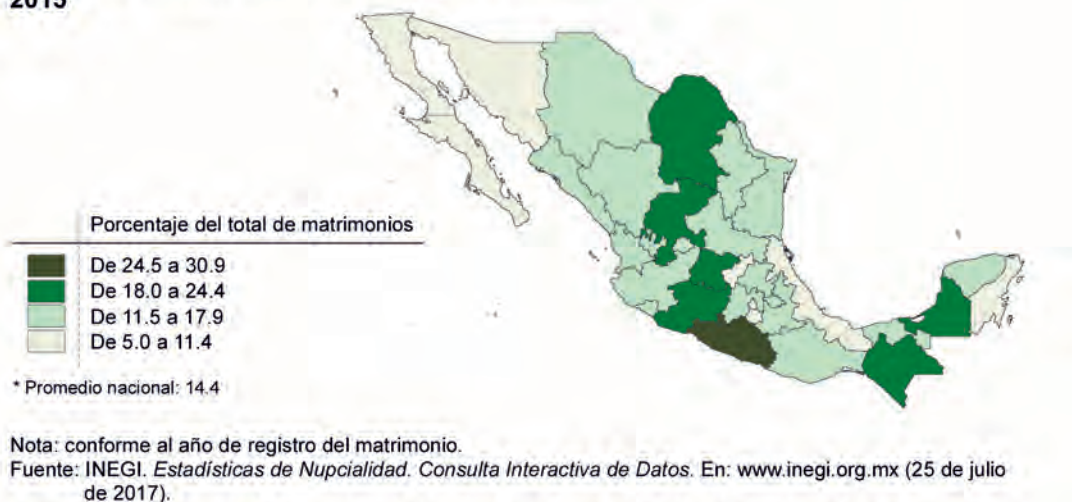 2015
Porcentaje del total de matrimonios
De 24.5 a 30.9
De 18.0 a 24.4
De 11.5 a 17.9
De 5.0 a 11.4
* Promedio nacional: 14.4
Nota: conforme al año de registro del matrimonio.
Fuente: INEGI. Estadísticas de Nupcialidad. Consulta Interactiva de Datos. En: www.inegi.org.mx (25 de julio
de 2017).